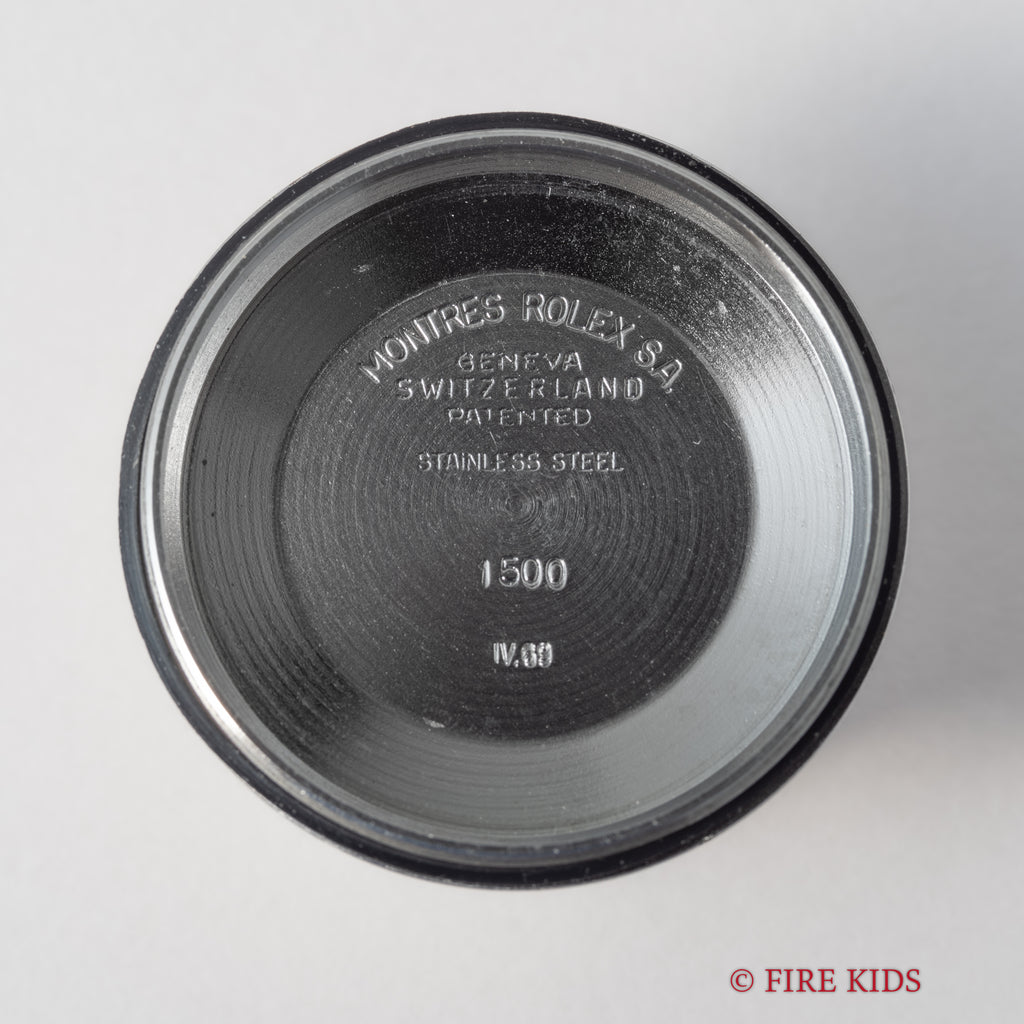 MONTRES ROLEX S.A.
GENEVA
SWITZERLAND
PATENTED
STAINLESS STEEL
1500
IV.69
© FIRE KIDS